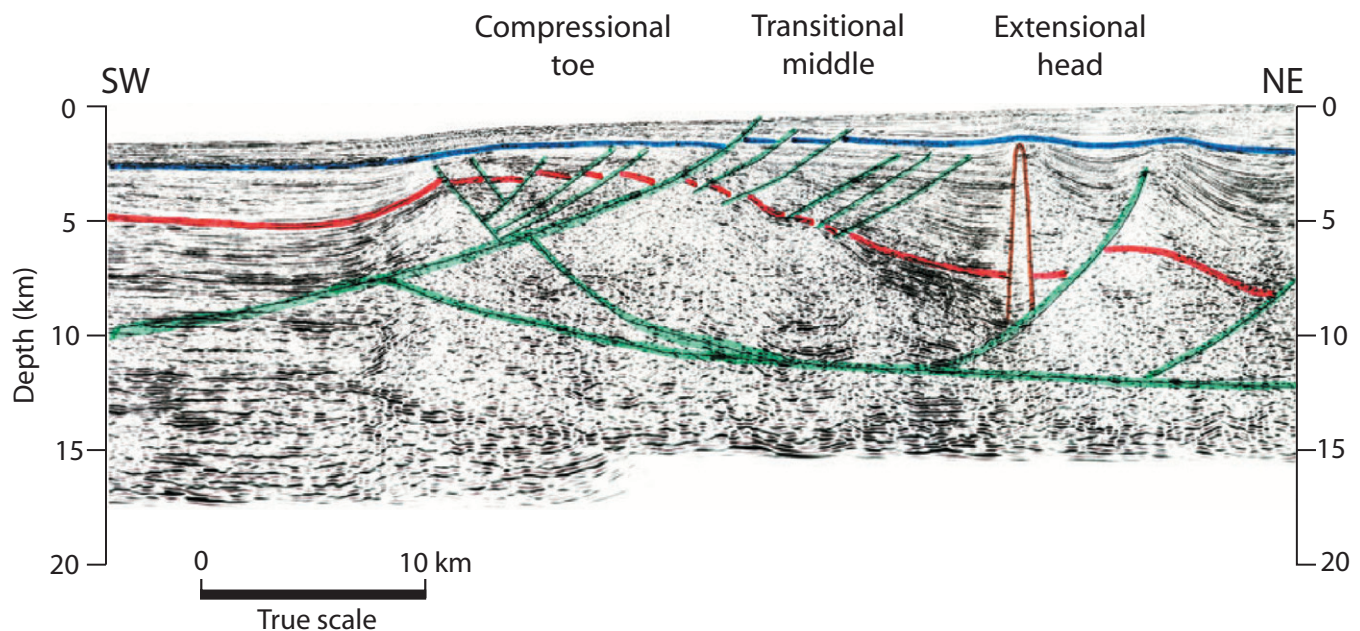 Compressional
toe
Transitional
middle
Extensional
head
SW
NE
0
5
10
15
20
Depth (km)
0
5
10
15
20
0 10 km
True scale